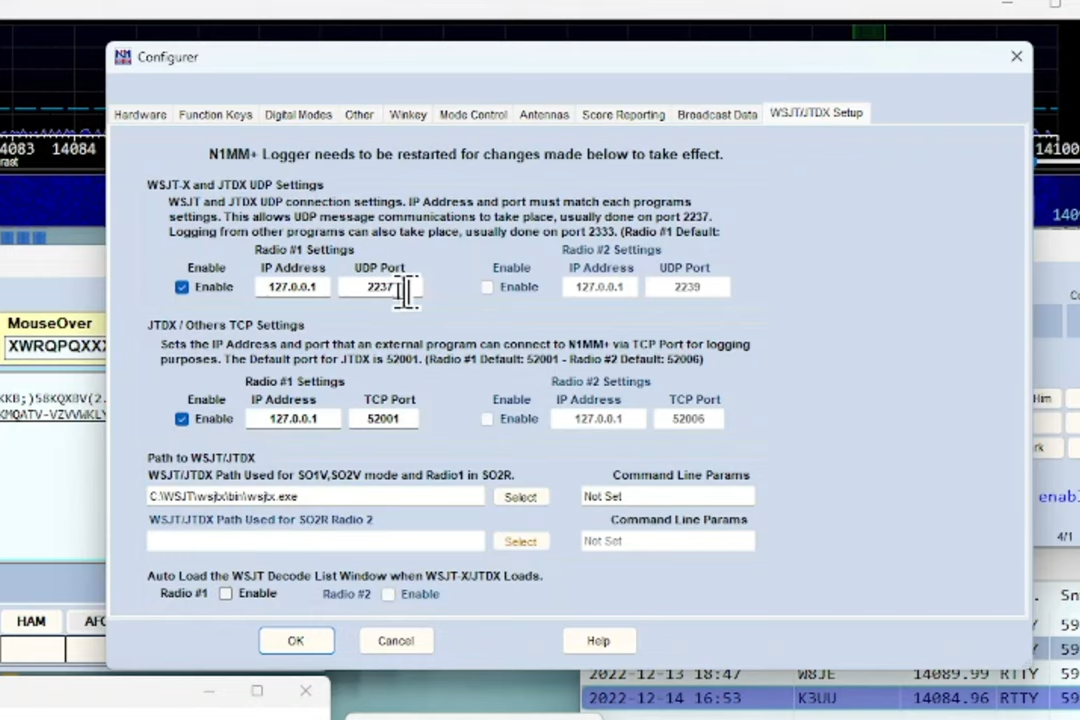 Configurer
Hardware Function Keys Digital Modes Other Winkey Mode Control Antennas Score Reporting Broadcast Data WSJT/JTDX Setup
4083 14084
14100
N1MM+ Logger needs to be restarted for changes made below to take effect.
WSJT-X and JTDX UDP Settings
WSJT and JTDX UDP connection settings. IP Address and port must match each programs
settings. This allows UDP message communications to take place, usually done on port 2237.
Logging from other programs can also take place, usually done on port 2333. (Radio #1 Default:
Radio #1 Settings Radio #2 Settings
Enable IP Address UDP Port Enable IP Address UDP Port
Enable 127.0.0.1 2237 Enable 127.0.0.1 2239
MouseOver
JTDX / Others TCP Settings
Sets the IP Address and port that an external program can connect to N1MM+ via TCP Port for logging
purposes. The Default port for JTDX is 52001. (Radio #1 Default: 52001 - Radio #2 Default: 52006)
Radio #1 Settings Radio #2 Settings
Enable IP Address TCP Port Enable IP Address TCP Port
Enable 127.0.0.1 52001 Enable 127.0.0.1 52006
Him
Path to WSJT/JTDX
WSJT/JTDX Path Used for SO1V,SO2V mode and Radio1 in SO2R. Command Line Params
C:\WSJT\wsjtx\bin\wsjtx.exe Select Not Set
enabl
WSJT/JTDX Path Used for SO2R Radio 2 Command Line Params
Select Not Set
4/1
Auto Load the WSJT Decode List Window when WSJT-X/JTDX Loads.
Radio #1 Enable Radio #2 Enable
HAM AFC
OK Cancel Help
2022-12-13 18:47 W8JE 14089.99 RTTY 59
2022-12-14 16:53 K3UU 14084.96 RTTY 59